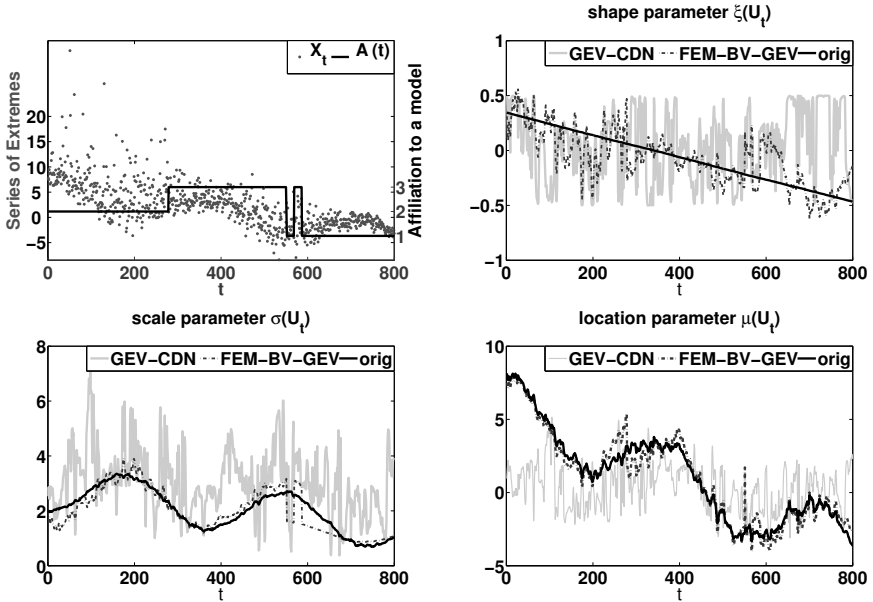 X_t A(t)
Series of Extremes
20
15
10
5
0
−5
3
2
1
Affiliation to a model
0 200 400 600 800
t
shape parameter ξ(U_t)
GEV−CDN FEM−BV−GEV orig
1
0.5
0
−0.5
−1
0 200 400 600 800
t
scale parameter σ(U_t)
GEV−CDN FEM−BV−GEV orig
8
6
4
2
0
0 200 400 600 800
t
location parameter μ(U_t)
GEV−CDN FEM−BV−GEV orig
10
5
0
−5
0 200 400 600 800
t